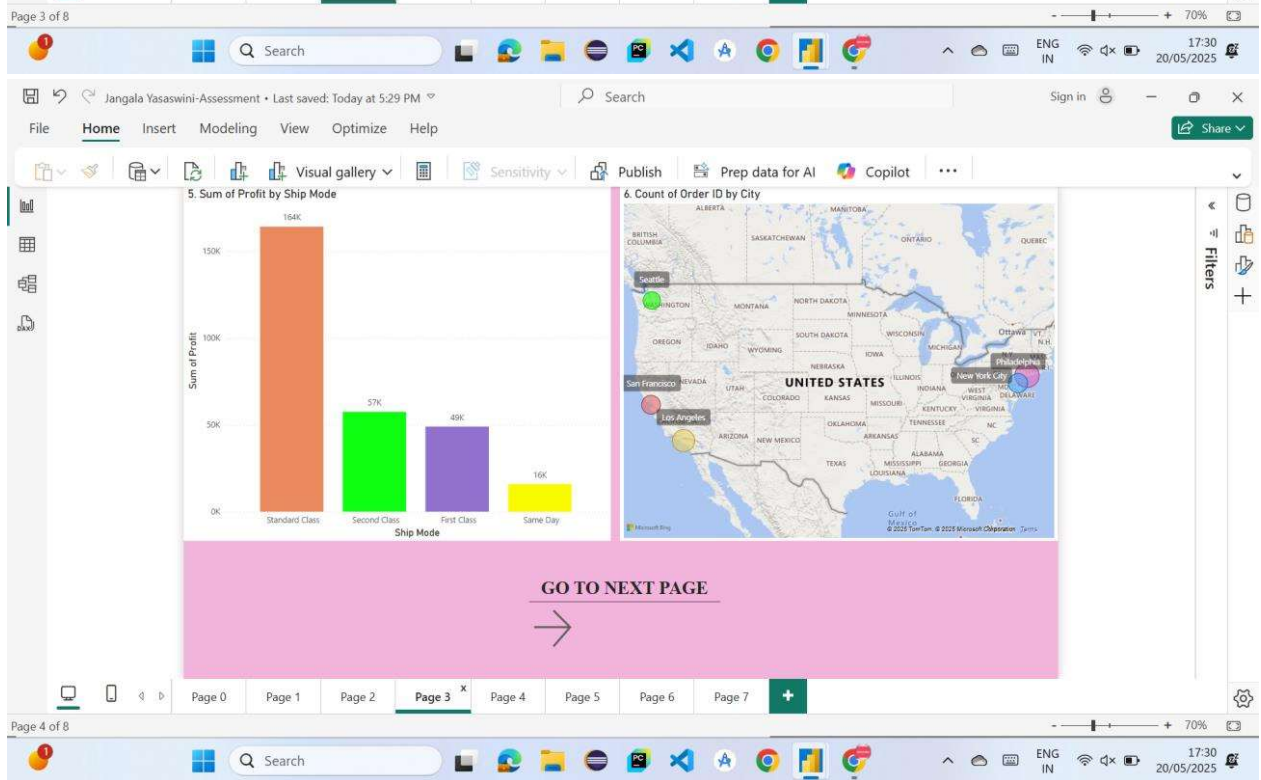 Page 3 of 8
- + 70%
Search
ENG
IN
17:30
20/05/2025
Jangala Yasaswini-Assessment • Last saved: Today at 5:29 PM
Search
Sign in
File Home Insert Modeling View Optimize Help
Share
Visual gallery
Sensitivity
Publish
Prep data for AI
Copilot
...
5. Sum of Profit by Ship Mode
164K
150K
100K
57K
49K
50K
16K
0K
Sum of Profit
Standard Class Second Class First Class Same Day
Ship Mode
6. Count of Order ID by City
ALBERTA
MANITOBA
BRITISH
COLUMBIA
SASKATCHEWAN
ONTARIO
QUEBEC
Seattle
WASHINGTON
MONTANA
NORTH DAKOTA
MINNESOTA
Ottawa
VT.
N.H.
OREGON
IDAHO
WYOMING
SOUTH DAKOTA
WISCONSIN
MICHIGAN
IOWA
Philadelphia
NEBRASKA
New York City
San Francisco
NEVADA
UTAH
UNITED STATES
ILLINOIS
INDIANA
WEST
VIRGINIA
MD
DELAWARE
COLORADO
KANSAS
MISSOURI
KENTUCKY
VIRGINIA
Los Angeles
OKLAHOMA
TENNESSEE
NC
ARIZONA
NEW MEXICO
ARKANSAS
SC
ALABAMA
TEXAS
MISSISSIPPI
GEORGIA
LOUISIANA
FLORIDA
Gulf of
Mexico
Microsoft Bing
© 2025 TomTom, © 2025 Microsoft Corporation Terms
Filters
GO TO NEXT PAGE
Page 0 Page 1 Page 2 Page 3 x Page 4 Page 5 Page 6 Page 7 +
Page 4 of 8
- + 70%
Search
ENG
IN
17:30
20/05/2025